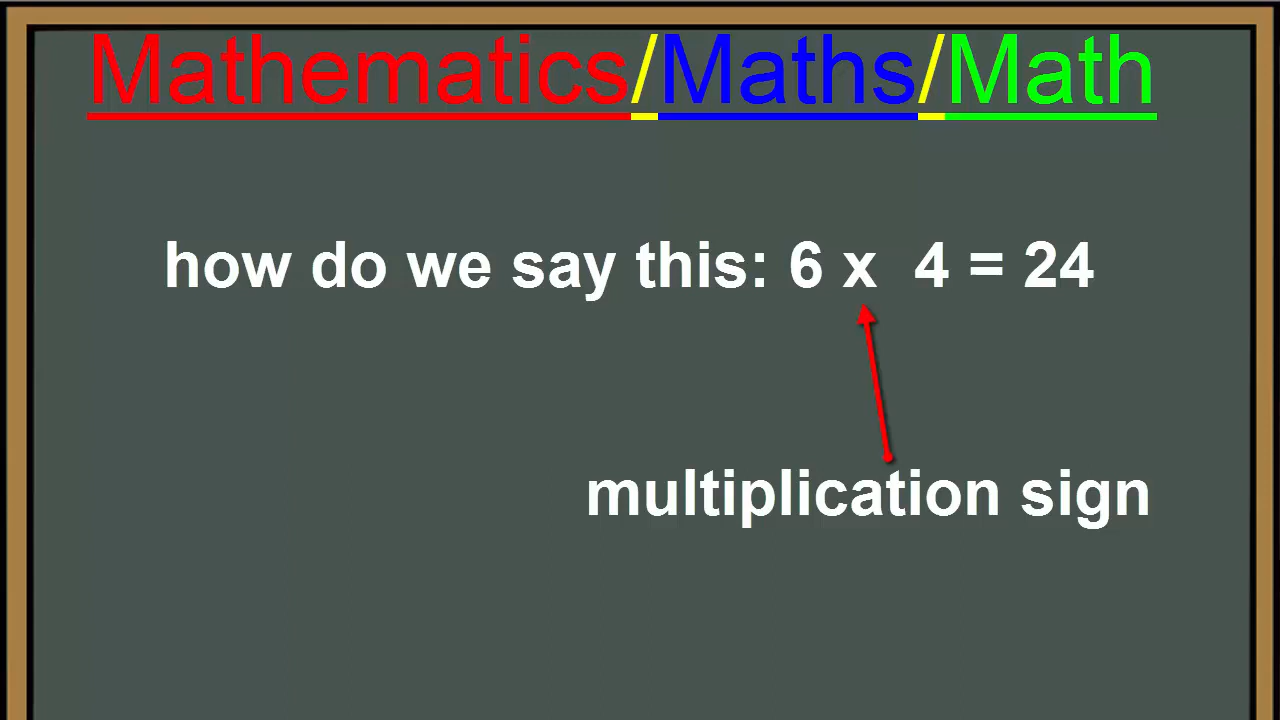 Mathematics/Maths/Math
how do we say this: 6 x  4 = 24
multiplication sign